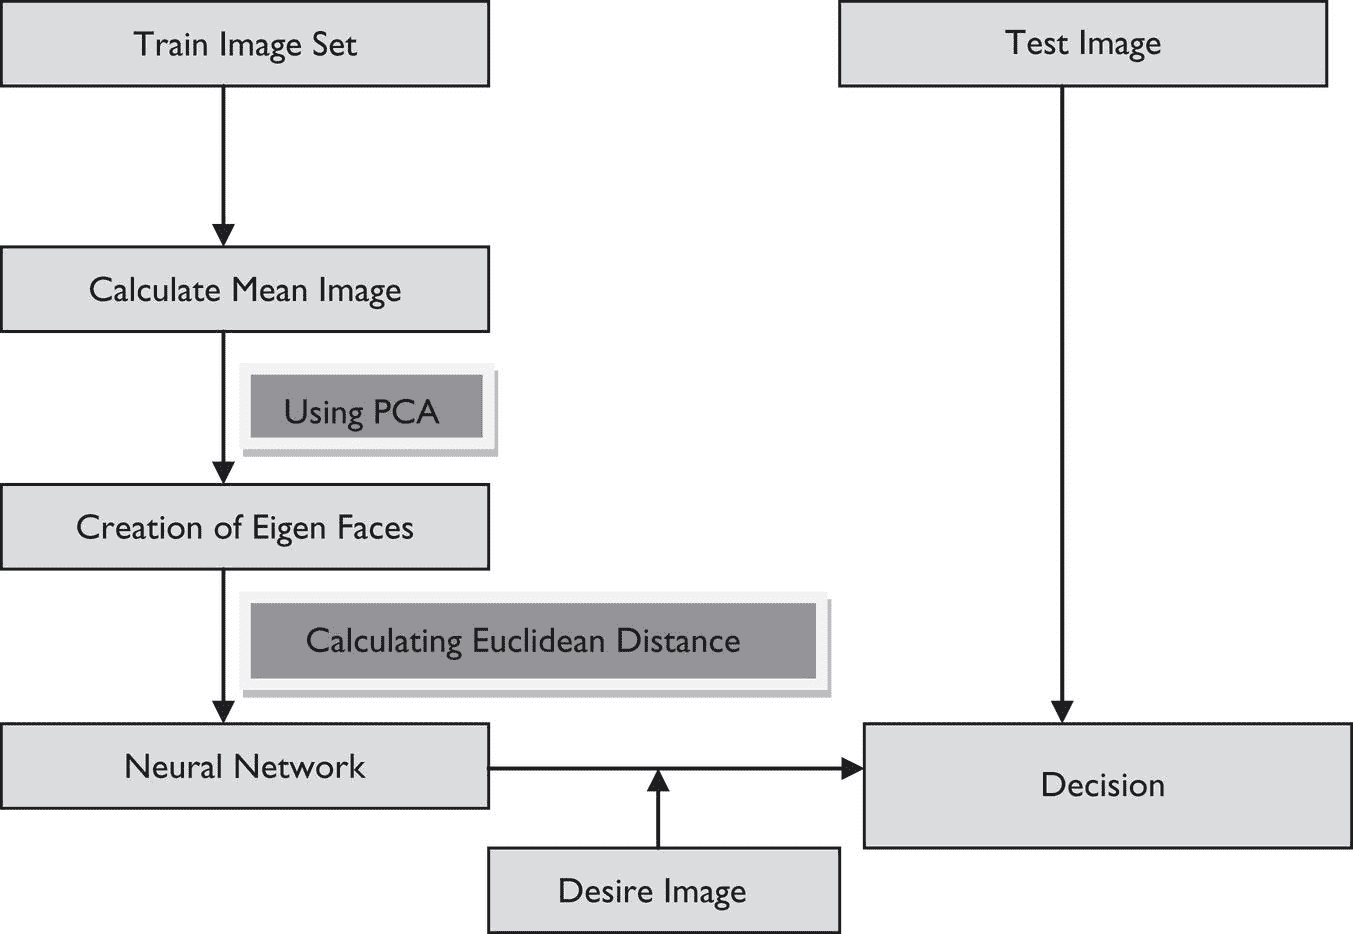 Train Image Set
Test Image
Calculate Mean Image
Using PCA
Creation of Eigen Faces
Calculating Euclidean Distance
Neural Network
Decision
Desire Image